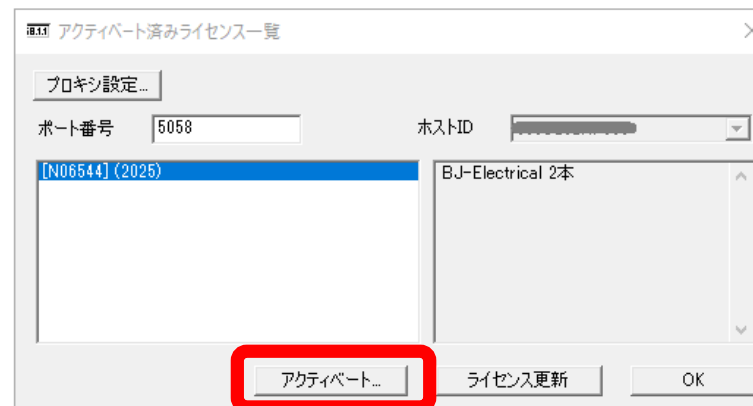 アクティベート済みライセンス一覧
プロキシ設定...
ポート番号 5058 ホストID
[N06544] (2025) BJ-Electrical 2本
アクティベート... ライセンス更新 OK